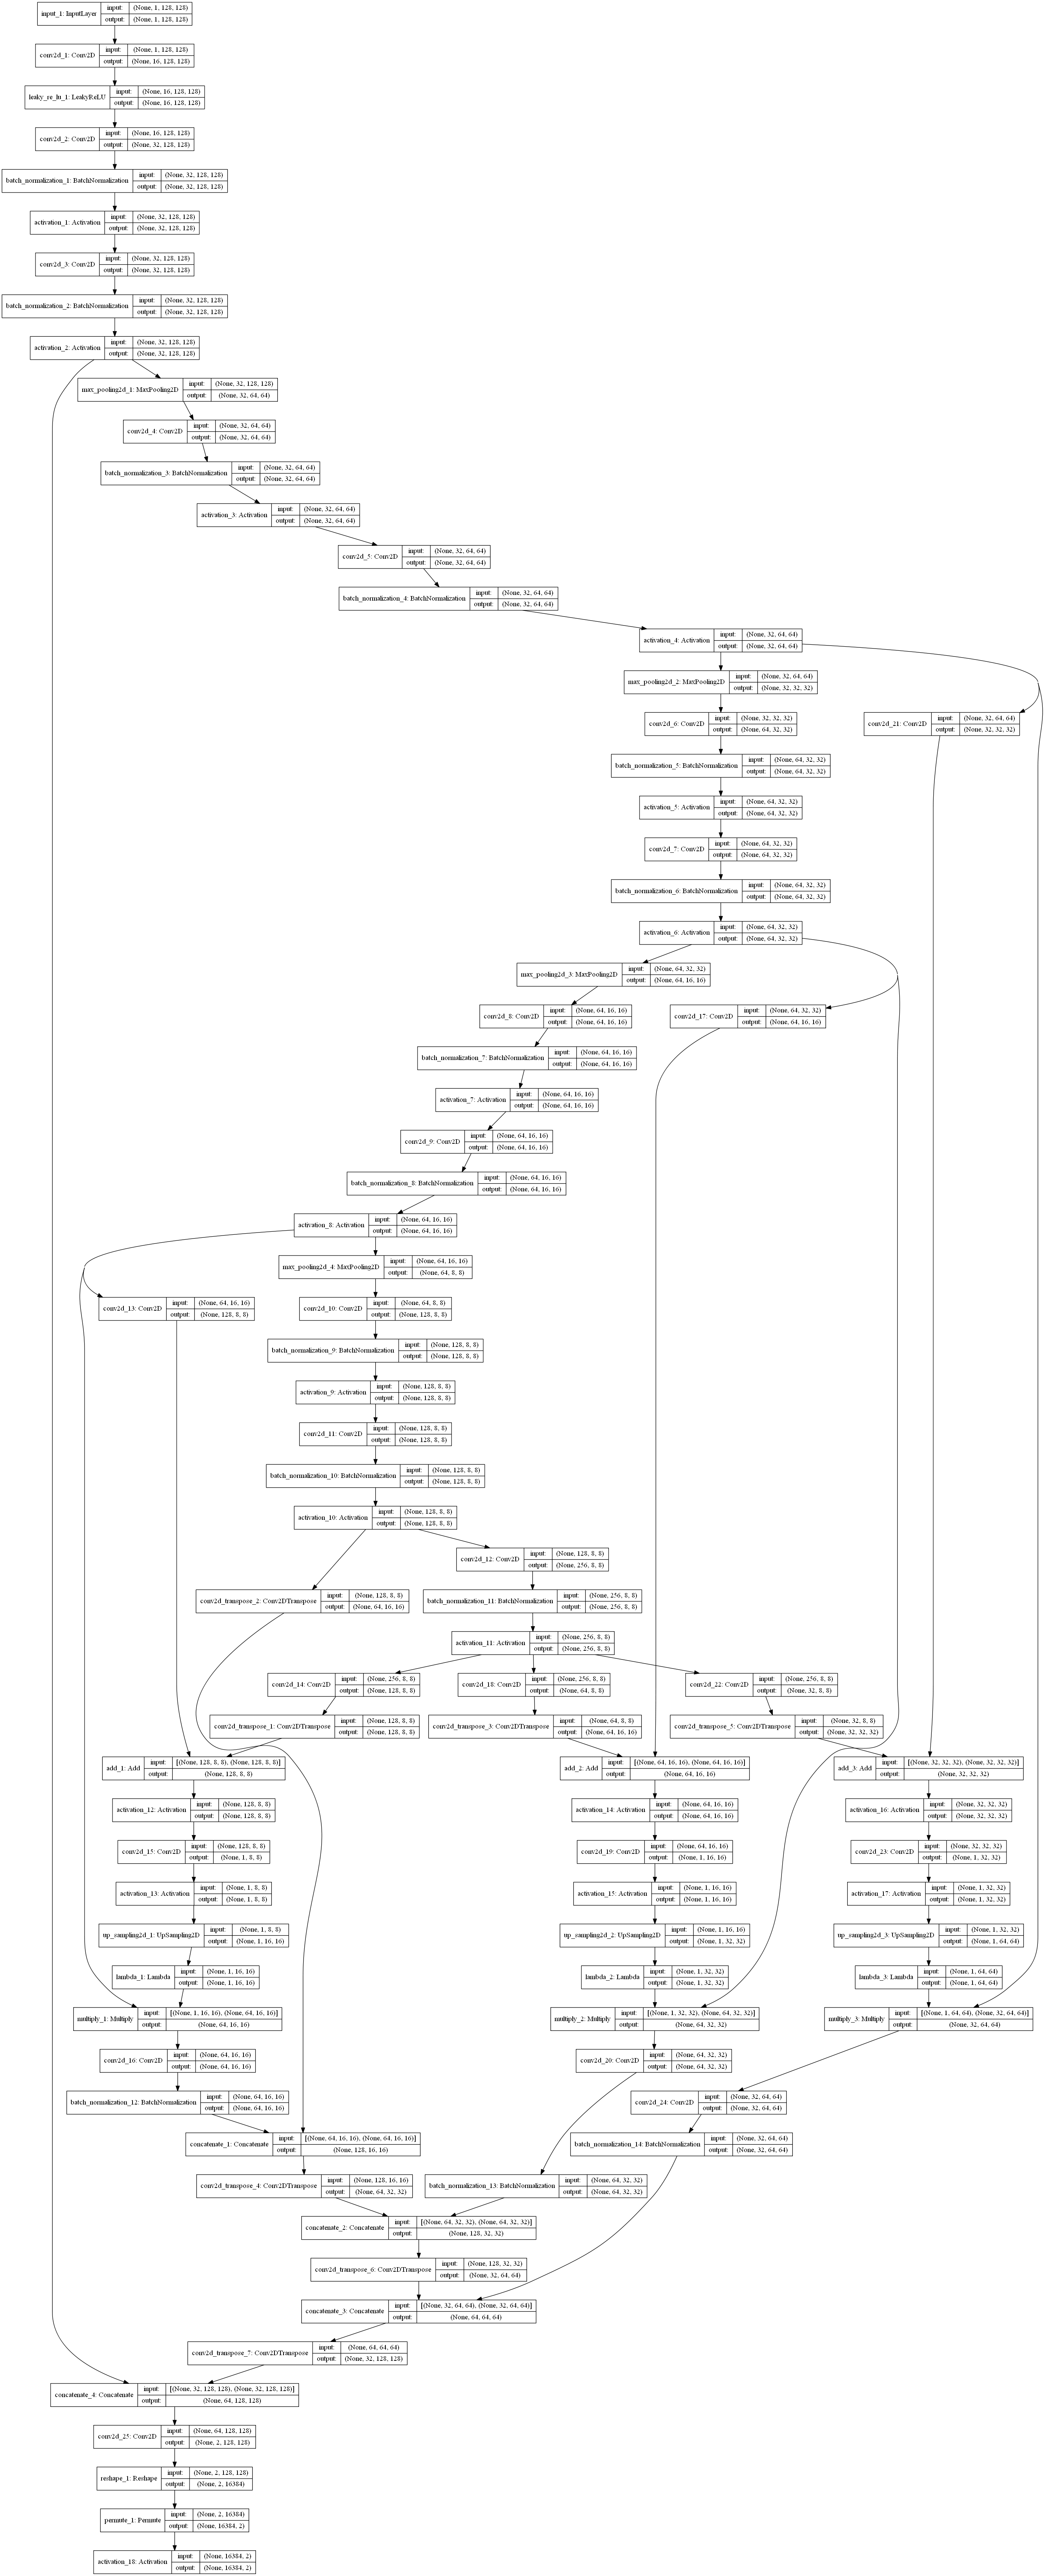 input_1: InputLayer
input: (None, 1, 128, 128)
output: (None, 1, 128, 128)
conv2d_1: Conv2D
input: (None, 1, 128, 128)
output: (None, 16, 128, 128)
leaky_re_lu_1: LeakyReLU
input: (None, 16, 128, 128)
output: (None, 16, 128, 128)
conv2d_2: Conv2D
input: (None, 16, 128, 128)
output: (None, 32, 128, 128)
batch_normalization_1: BatchNormalization
input: (None, 32, 128, 128)
output: (None, 32, 128, 128)
activation_1: Activation
input: (None, 32, 128, 128)
output: (None, 32, 128, 128)
conv2d_3: Conv2D
input: (None, 32, 128, 128)
output: (None, 32, 128, 128)
batch_normalization_2: BatchNormalization
input: (None, 32, 128, 128)
output: (None, 32, 128, 128)
activation_2: Activation
input: (None, 32, 128, 128)
output: (None, 32, 128, 128)
max_pooling2d_1: MaxPooling2D
input: (None, 32, 128, 128)
output: (None, 32, 64, 64)
conv2d_4: Conv2D
input: (None, 32, 64, 64)
output: (None, 32, 64, 64)
batch_normalization_3: BatchNormalization
input: (None, 32, 64, 64)
output: (None, 32, 64, 64)
activation_3: Activation
input: (None, 32, 64, 64)
output: (None, 32, 64, 64)
conv2d_5: Conv2D
input: (None, 32, 64, 64)
output: (None, 32, 64, 64)
batch_normalization_4: BatchNormalization
input: (None, 32, 64, 64)
output: (None, 32, 64, 64)
activation_4: Activation
input: (None, 32, 64, 64)
output: (None, 32, 64, 64)
max_pooling2d_2: MaxPooling2D
input: (None, 32, 64, 64)
output: (None, 32, 32, 32)
conv2d_6: Conv2D
input: (None, 32, 32, 32)
output: (None, 64, 32, 32)
conv2d_21: Conv2D
input: (None, 32, 64, 64)
output: (None, 32, 32, 32)
batch_normalization_5: BatchNormalization
input: (None, 64, 32, 32)
output: (None, 64, 32, 32)
activation_5: Activation
input: (None, 64, 32, 32)
output: (None, 64, 32, 32)
conv2d_7: Conv2D
input: (None, 64, 32, 32)
output: (None, 64, 32, 32)
batch_normalization_6: BatchNormalization
input: (None, 64, 32, 32)
output: (None, 64, 32, 32)
activation_6: Activation
input: (None, 64, 32, 32)
output: (None, 64, 32, 32)
max_pooling2d_3: MaxPooling2D
input: (None, 64, 32, 32)
output: (None, 64, 16, 16)
conv2d_8: Conv2D
input: (None, 64, 16, 16)
output: (None, 64, 16, 16)
conv2d_17: Conv2D
input: (None, 64, 32, 32)
output: (None, 64, 16, 16)
batch_normalization_7: BatchNormalization
input: (None, 64, 16, 16)
output: (None, 64, 16, 16)
activation_7: Activation
input: (None, 64, 16, 16)
output: (None, 64, 16, 16)
conv2d_9: Conv2D
input: (None, 64, 16, 16)
output: (None, 64, 16, 16)
batch_normalization_8: BatchNormalization
input: (None, 64, 16, 16)
output: (None, 64, 16, 16)
activation_8: Activation
input: (None, 64, 16, 16)
output: (None, 64, 16, 16)
max_pooling2d_4: MaxPooling2D
input: (None, 64, 16, 16)
output: (None, 64, 8, 8)
conv2d_13: Conv2D
input: (None, 64, 16, 16)
output: (None, 128, 8, 8)
conv2d_10: Conv2D
input: (None, 64, 8, 8)
output: (None, 128, 8, 8)
batch_normalization_9: BatchNormalization
input: (None, 128, 8, 8)
output: (None, 128, 8, 8)
activation_9: Activation
input: (None, 128, 8, 8)
output: (None, 128, 8, 8)
conv2d_11: Conv2D
input: (None, 128, 8, 8)
output: (None, 128, 8, 8)
batch_normalization_10: BatchNormalization
input: (None, 128, 8, 8)
output: (None, 128, 8, 8)
activation_10: Activation
input: (None, 128, 8, 8)
output: (None, 128, 8, 8)
conv2d_12: Conv2D
input: (None, 128, 8, 8)
output: (None, 256, 8, 8)
conv2d_transpose_2: Conv2DTranspose
input: (None, 128, 8, 8)
output: (None, 64, 16, 16)
batch_normalization_11: BatchNormalization
input: (None, 256, 8, 8)
output: (None, 256, 8, 8)
activation_11: Activation
input: (None, 256, 8, 8)
output: (None, 256, 8, 8)
conv2d_14: Conv2D
input: (None, 256, 8, 8)
output: (None, 128, 8, 8)
conv2d_18: Conv2D
input: (None, 256, 8, 8)
output: (None, 64, 8, 8)
conv2d_22: Conv2D
input: (None, 256, 8, 8)
output: (None, 32, 8, 8)
conv2d_transpose_1: Conv2DTranspose
input: (None, 128, 8, 8)
output: (None, 128, 8, 8)
conv2d_transpose_3: Conv2DTranspose
input: (None, 64, 8, 8)
output: (None, 64, 16, 16)
conv2d_transpose_5: Conv2DTranspose
input: (None, 32, 8, 8)
output: (None, 32, 32, 32)
add_1: Add
input: [(None, 128, 8, 8), (None, 128, 8, 8)]
output: (None, 128, 8, 8)
add_2: Add
input: [(None, 64, 16, 16), (None, 64, 16, 16)]
output: (None, 64, 16, 16)
add_3: Add
input: [(None, 32, 32, 32), (None, 32, 32, 32)]
output: (None, 32, 32, 32)
activation_12: Activation
input: (None, 128, 8, 8)
output: (None, 128, 8, 8)
activation_14: Activation
input: (None, 64, 16, 16)
output: (None, 64, 16, 16)
activation_16: Activation
input: (None, 32, 32, 32)
output: (None, 32, 32, 32)
conv2d_15: Conv2D
input: (None, 128, 8, 8)
output: (None, 1, 8, 8)
conv2d_19: Conv2D
input: (None, 64, 16, 16)
output: (None, 1, 16, 16)
conv2d_23: Conv2D
input: (None, 32, 32, 32)
output: (None, 1, 32, 32)
activation_13: Activation
input: (None, 1, 8, 8)
output: (None, 1, 8, 8)
activation_15: Activation
input: (None, 1, 16, 16)
output: (None, 1, 16, 16)
activation_17: Activation
input: (None, 1, 32, 32)
output: (None, 1, 32, 32)
up_sampling2d_1: UpSampling2D
input: (None, 1, 8, 8)
output: (None, 1, 16, 16)
up_sampling2d_2: UpSampling2D
input: (None, 1, 16, 16)
output: (None, 1, 32, 32)
up_sampling2d_3: UpSampling2D
input: (None, 1, 32, 32)
output: (None, 1, 64, 64)
lambda_1: Lambda
input: (None, 1, 16, 16)
output: (None, 1, 16, 16)
lambda_2: Lambda
input: (None, 1, 32, 32)
output: (None, 1, 32, 32)
lambda_3: Lambda
input: (None, 1, 64, 64)
output: (None, 1, 64, 64)
multiply_1: Multiply
input: [(None, 1, 16, 16), (None, 64, 16, 16)]
output: (None, 64, 16, 16)
multiply_2: Multiply
input: [(None, 1, 32, 32), (None, 64, 32, 32)]
output: (None, 64, 32, 32)
multiply_3: Multiply
input: [(None, 1, 64, 64), (None, 32, 64, 64)]
output: (None, 32, 64, 64)
conv2d_16: Conv2D
input: (None, 64, 16, 16)
output: (None, 64, 16, 16)
conv2d_20: Conv2D
input: (None, 64, 32, 32)
output: (None, 64, 32, 32)
batch_normalization_12: BatchNormalization
input: (None, 64, 16, 16)
output: (None, 64, 16, 16)
conv2d_24: Conv2D
input: (None, 32, 64, 64)
output: (None, 32, 64, 64)
concatenate_1: Concatenate
input: [(None, 64, 16, 16), (None, 64, 16, 16)]
output: (None, 128, 16, 16)
batch_normalization_14: BatchNormalization
input: (None, 32, 64, 64)
output: (None, 32, 64, 64)
conv2d_transpose_4: Conv2DTranspose
input: (None, 128, 16, 16)
output: (None, 64, 32, 32)
batch_normalization_13: BatchNormalization
input: (None, 64, 32, 32)
output: (None, 64, 32, 32)
concatenate_2: Concatenate
input: [(None, 64, 32, 32), (None, 64, 32, 32)]
output: (None, 128, 32, 32)
conv2d_transpose_6: Conv2DTranspose
input: (None, 128, 32, 32)
output: (None, 32, 64, 64)
concatenate_3: Concatenate
input: [(None, 32, 64, 64), (None, 32, 64, 64)]
output: (None, 64, 64, 64)
conv2d_transpose_7: Conv2DTranspose
input: (None, 64, 64, 64)
output: (None, 32, 128, 128)
concatenate_4: Concatenate
input: [(None, 32, 128, 128), (None, 32, 128, 128)]
output: (None, 64, 128, 128)
conv2d_25: Conv2D
input: (None, 64, 128, 128)
output: (None, 2, 128, 128)
reshape_1: Reshape
input: (None, 2, 128, 128)
output: (None, 2, 16384)
permute_1: Permute
input: (None, 2, 16384)
output: (None, 16384, 2)
activation_18: Activation
input: (None, 16384, 2)
output: (None, 16384, 2)